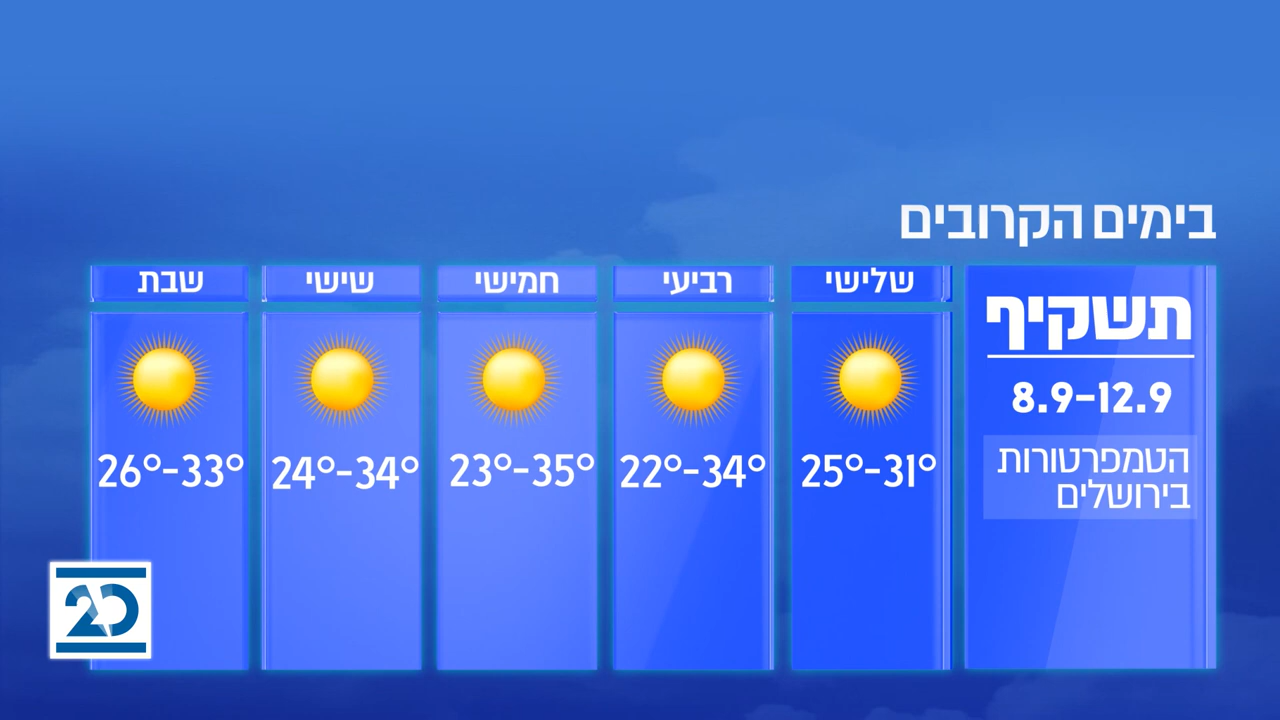 בימים הקרובים
תשקיף
8.9-12.9
הטמפרטורות
בירושלים
שלישי
25°-31°
רביעי
22°-34°
חמישי
23°-35°
שישי
24°-34°
שבת
26°-33°
20